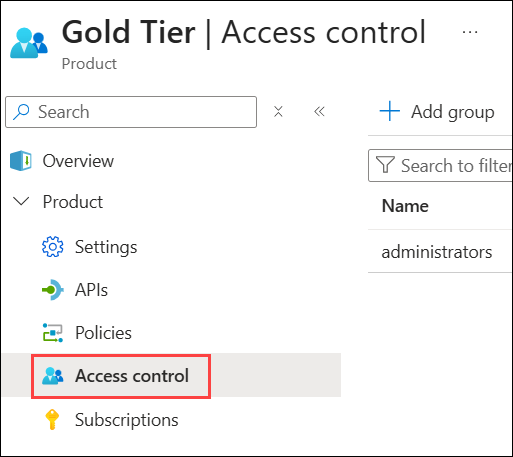 Gold Tier | Access control ...
Product
Search
Add group
Overview
Search to filter
Product
Name
Settings
administrators
APIs
Policies
Access control
Subscriptions